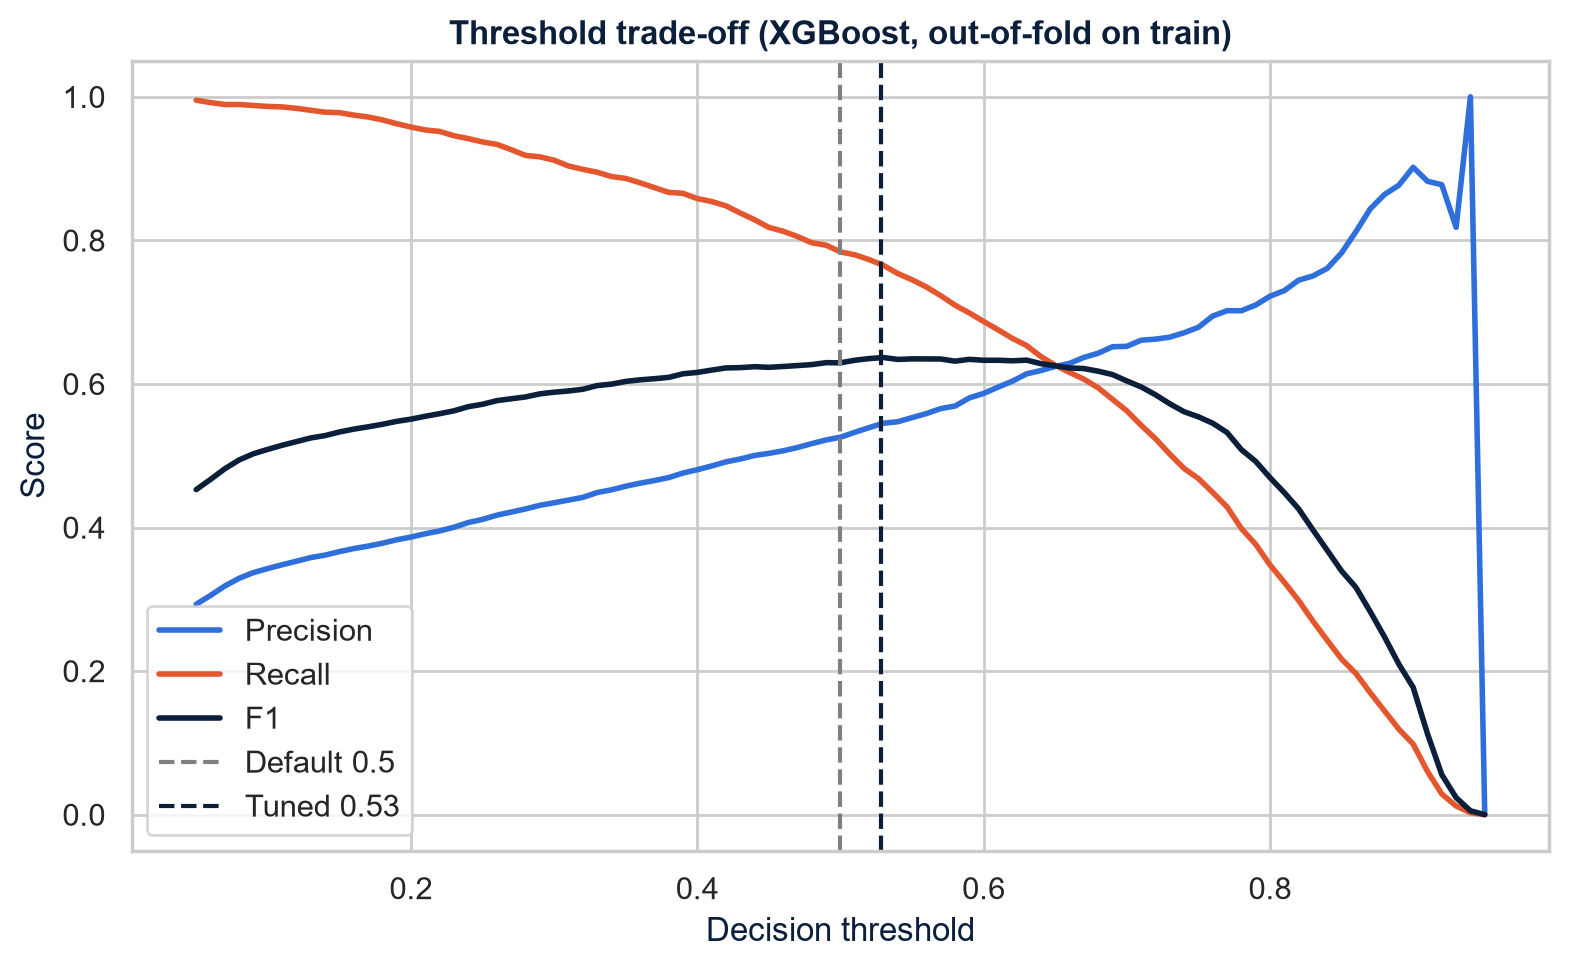 Threshold trade-off (XGBoost, out-of-fold on train)
1.0
0.8
0.6
0.4
0.2
0.0
Score
Precision
Recall
F1
Default 0.5
Tuned 0.53
0.2 0.4 0.6 0.8
Decision threshold